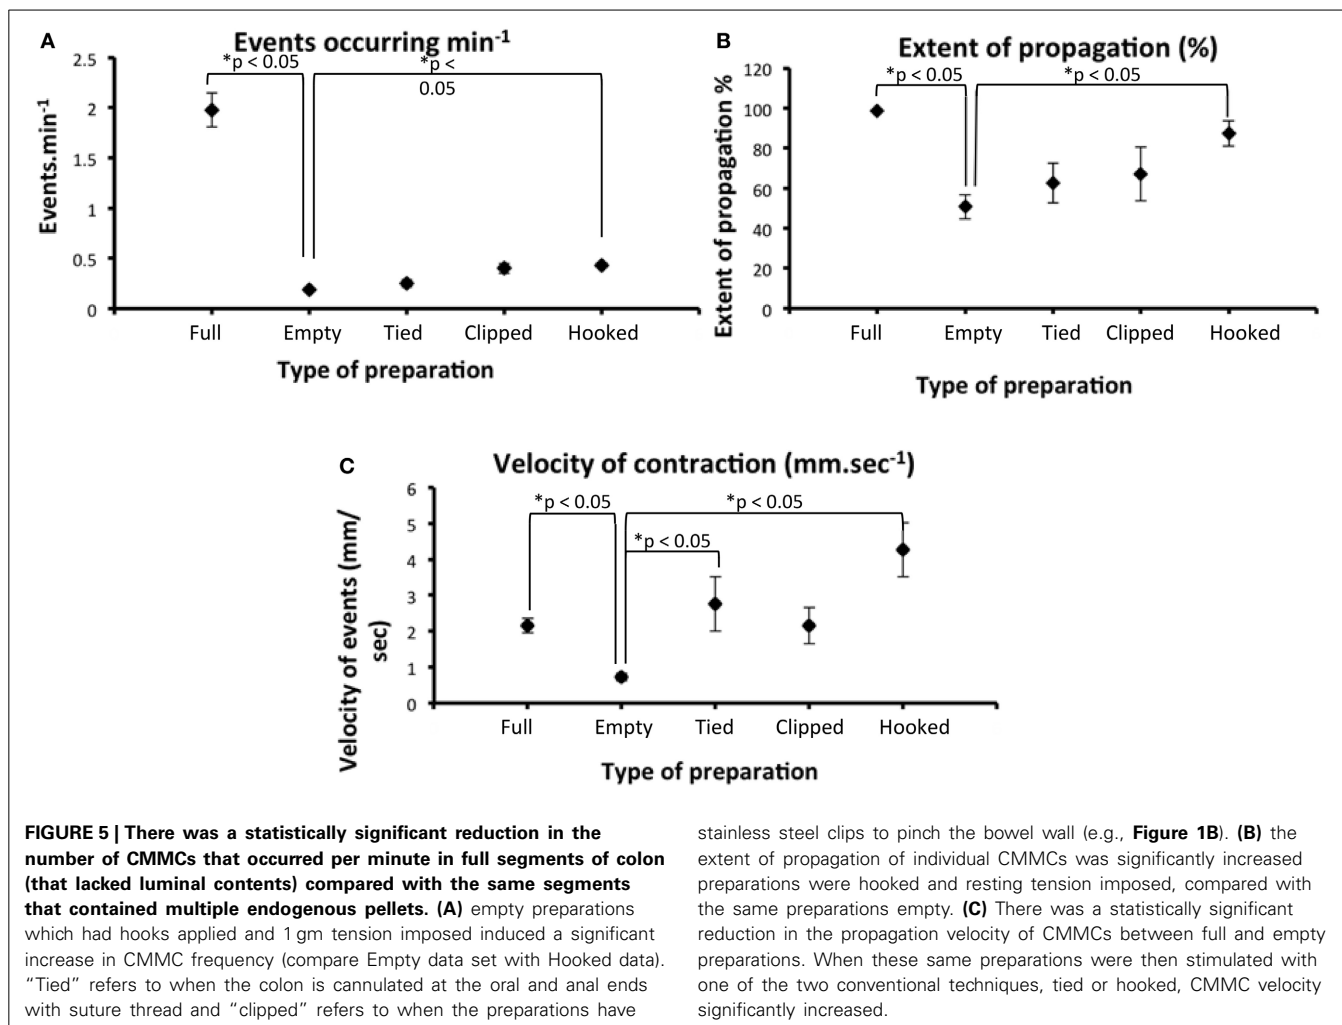 A
Events occurring min-1
*p < 0.05
*p <
0.05
2.5
2
1.5
1
0.5
0
Events.min-1
Full Empty Tied Clipped Hooked
Type of preparation
B
Extent of propagation (%)
*p < 0.05
*p < 0.05
120
100
80
60
40
20
0
Extent of propagation %
Full Empty Tied Clipped Hooked
Type of preparation
C
Velocity of contraction (mm.sec-1)
*p < 0.05
*p < 0.05
*p < 0.05
6
5
4
3
2
1
0
Velocity of events (mm/
sec)
Full Empty Tied Clipped Hooked
Type of preparation
FIGURE 5 | There was a statistically significant reduction in the
number of CMMCs that occurred per minute in full segments of colon
(that lacked luminal contents) compared with the same segments
that contained multiple endogenous pellets. (A) empty preparations
which had hooks applied and 1 gm tension imposed induced a significant
increase in CMMC frequency (compare Empty data set with Hooked data).
“Tied” refers to when the colon is cannulated at the oral and anal ends
with suture thread and “clipped” refers to when the preparations have
stainless steel clips to pinch the bowel wall (e.g., Figure 1B). (B) the
extent of propagation of individual CMMCs was significantly increased
preparations were hooked and resting tension imposed, compared with
the same preparations empty. (C) There was a statistically significant
reduction in the propagation velocity of CMMCs between full and empty
preparations. When these same preparations were then stimulated with
one of the two conventional techniques, tied or hooked, CMMC velocity
significantly increased.